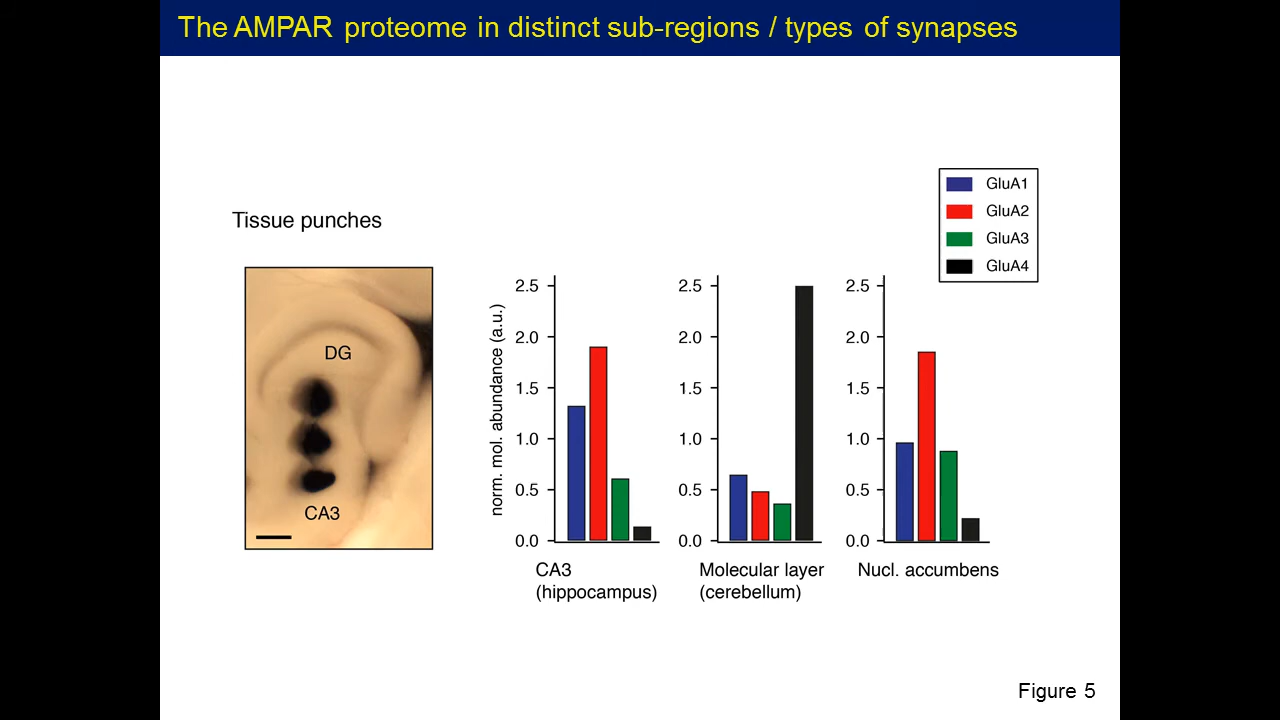 The AMPAR proteome in distinct sub-regions / types of synapses
GluA1
GluA2
GluA3
GluA4
Tissue punches
DG
CA3
norm. mol. abundance (a.u.)
2.5
2.0
1.5
1.0
0.5
0.0
CA3
(hippocampus)
2.5
2.0
1.5
1.0
0.5
0.0
Molecular layer
(cerebellum)
2.5
2.0
1.5
1.0
0.5
0.0
Nucl. accumbens
Figure 5